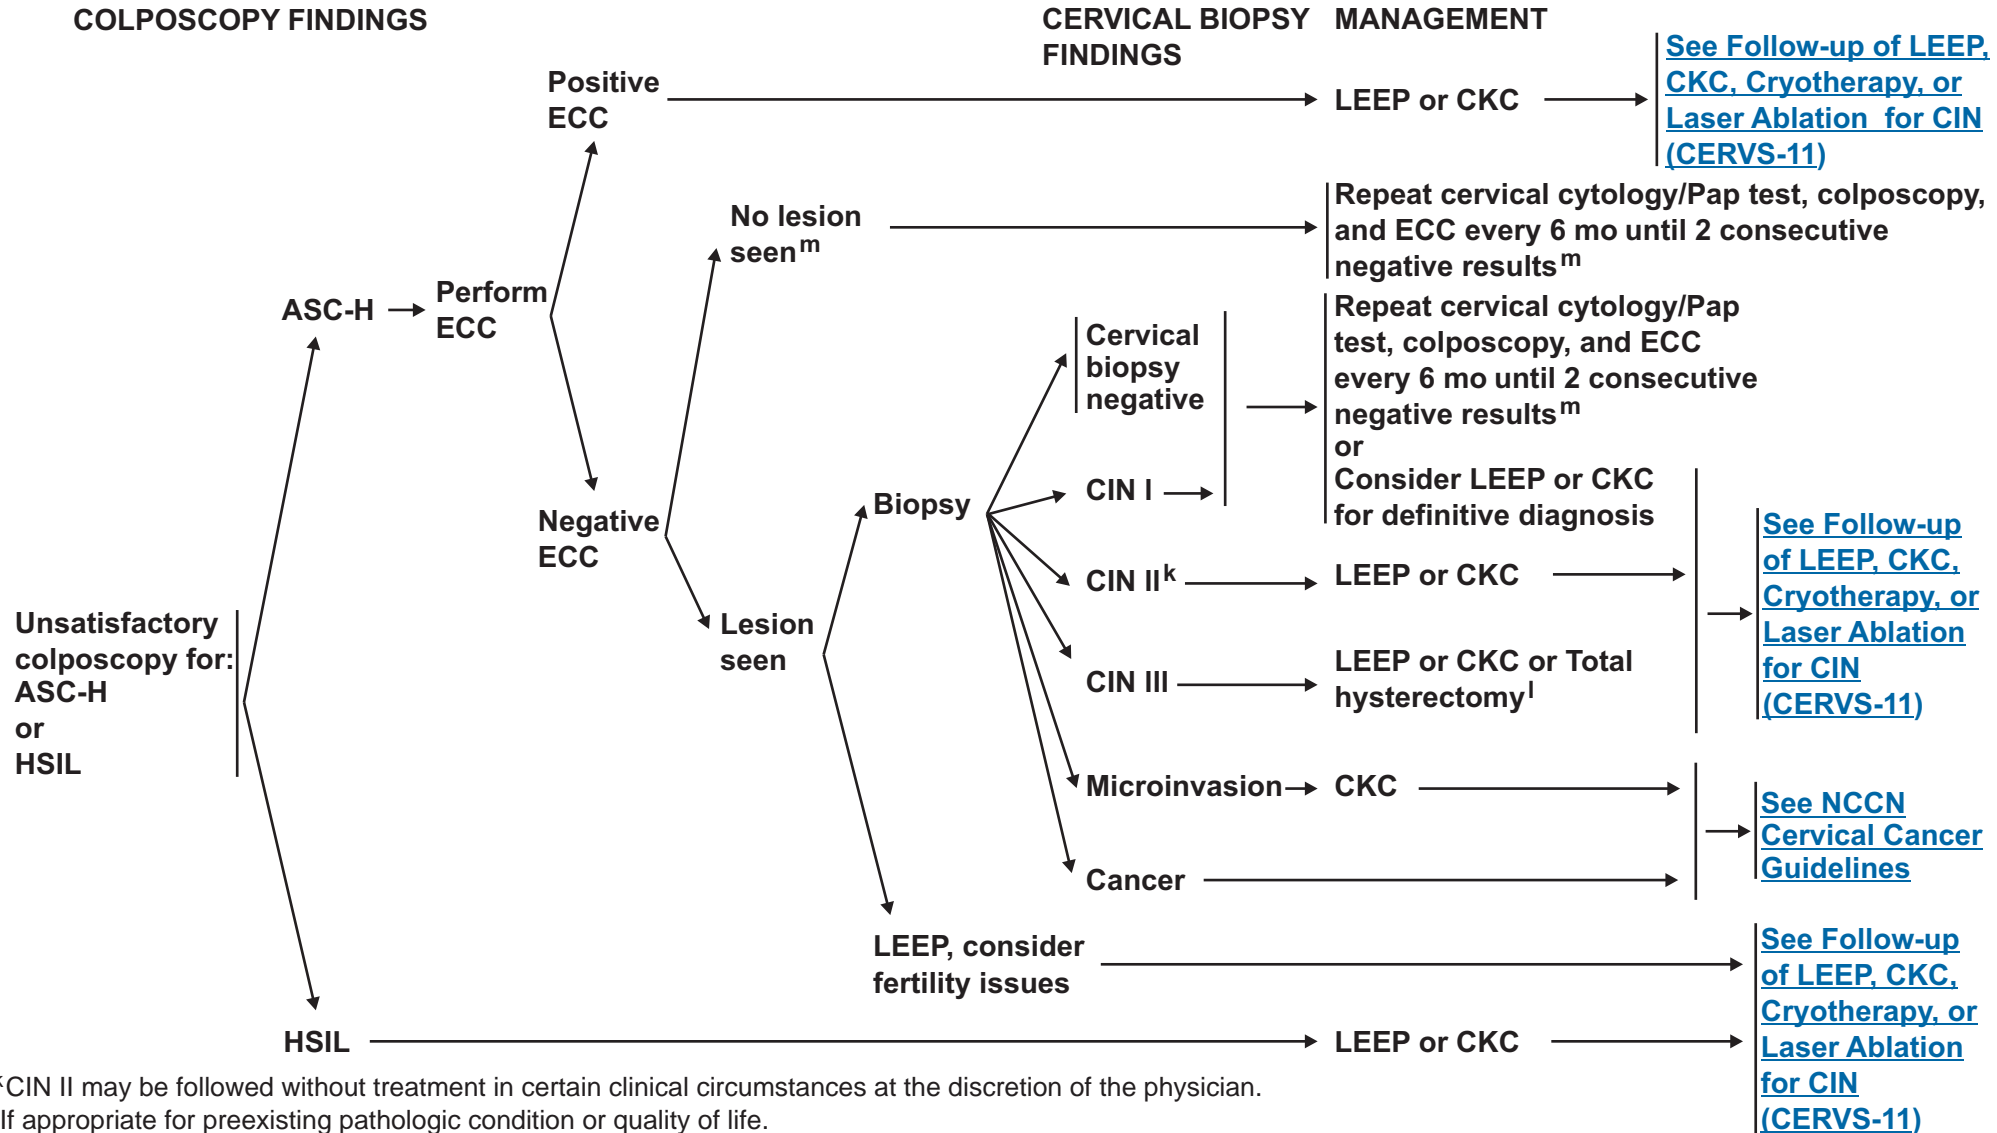 COLPOSCOPY FINDINGS
CERVICAL BIOPSY
FINDINGS
MANAGEMENT
Positive
ECC
LEEP or CKC
See Follow-up of LEEP,
CKC, Cryotherapy, or
Laser Ablation for CIN
(CERVS-11)
No lesion
seen m
Repeat cervical cytology/Pap test, colposcopy,
and ECC every 6 mo until 2 consecutive
negative results m
ASC-H
Perform
ECC
Cervical
biopsy
negative
Repeat cervical cytology/Pap
test, colposcopy, and ECC
every 6 mo until 2 consecutive
negative results m
or
Consider LEEP or CKC
for definitive diagnosis
Negative
ECC
Biopsy
CIN I
CIN II k
LEEP or CKC
See Follow-up
of LEEP, CKC,
Cryotherapy, or
Laser Ablation
for CIN
(CERVS-11)
Unsatisfactory
colposcopy for:
ASC-H
or
HSIL
Lesion
seen
CIN III
LEEP or CKC or Total
hysterectomy l
Microinvasion
CKC
See NCCN
Cervical Cancer
Guidelines
Cancer
LEEP, consider
fertility issues
See Follow-up
of LEEP, CKC,
Cryotherapy, or
Laser Ablation
for CIN
(CERVS-11)
HSIL
LEEP or CKC
k CIN II may be followed without treatment in certain clinical circumstances at the discretion of the physician.
If appropriate for preexisting pathologic condition or quality of life.